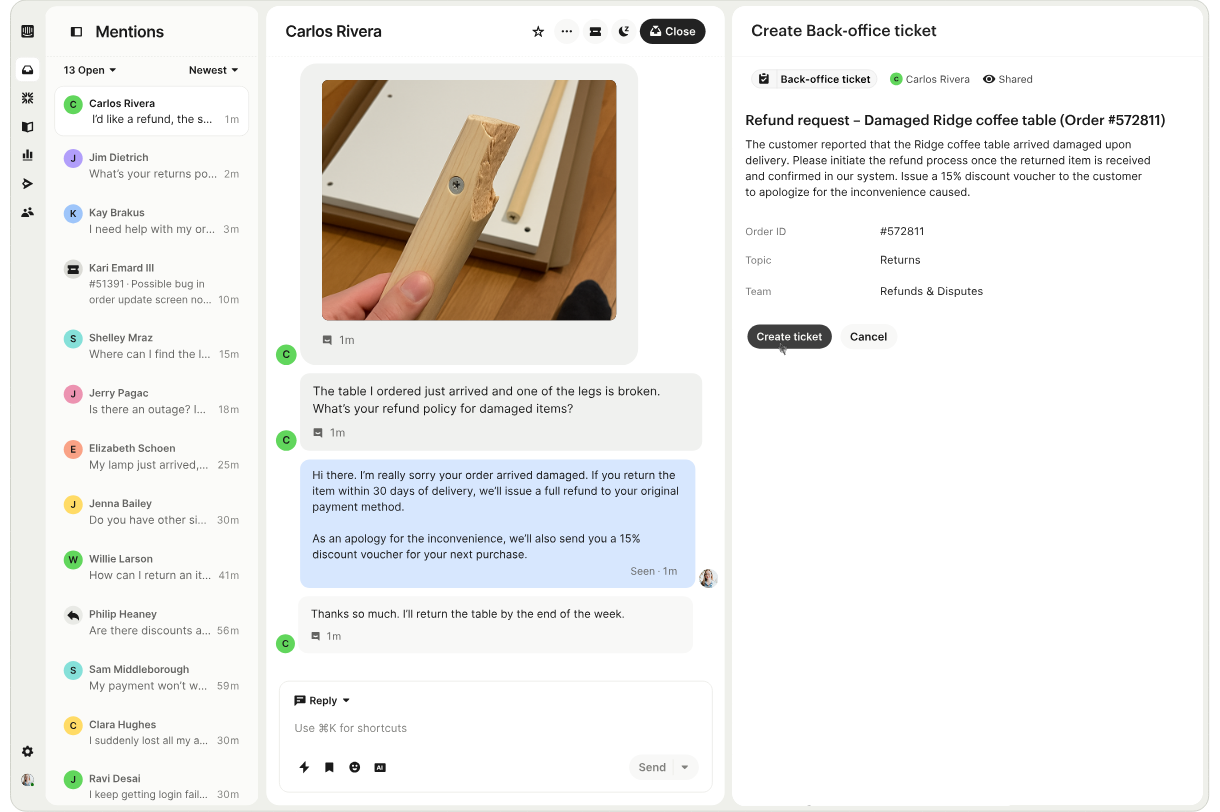 Mentions
13 Open
Newest
C
Carlos Rivera
I'd like a refund, the s...
1m
J
Jim Dietrich
What's your returns po...
2m
K
Kay Brakus
I need help with my or...
3m
Kari Emard III
#51391 · Possible bug in
order update screen no...
10m
S
Shelley Mraz
Where can I find the l...
15m
J
Jerry Pagac
Is there an outage? I...
18m
E
Elizabeth Schoen
My lamp just arrived,...
25m
J
Jenna Bailey
Do you have other si...
30m
W
Willie Larson
How can I return an it...
41m
Philip Heaney
Are there discounts a...
56m
S
Sam Middleborough
My payment won't w...
59m
C
Clara Hughes
I suddenly lost all my a...
30m
J
Ravi Desai
I keep getting login fail...
30m
Carlos Rivera
Close
1m
C
The table I ordered just arrived and one of the legs is broken.
What's your refund policy for damaged items?
1m
C
Hi there. I'm really sorry your order arrived damaged. If you return the
item within 30 days of delivery, we'll issue a full refund to your original
payment method.
As an apology for the inconvenience, we'll also send you a 15%
discount voucher for your next purchase.
Seen · 1m
Thanks so much. I'll return the table by the end of the week.
1m
C
Reply
Use ⌘K for shortcuts
AI
Send
Create Back-office ticket
Back-office ticket
C
Carlos Rivera
Shared
Refund request – Damaged Ridge coffee table (Order #572811)
The customer reported that the Ridge coffee table arrived damaged upon
delivery. Please initiate the refund process once the returned item is received
and confirmed in our system. Issue a 15% discount voucher to the customer
to apologize for the inconvenience caused.
Order ID
#572811
Topic
Returns
Team
Refunds & Disputes
Create ticket
Cancel